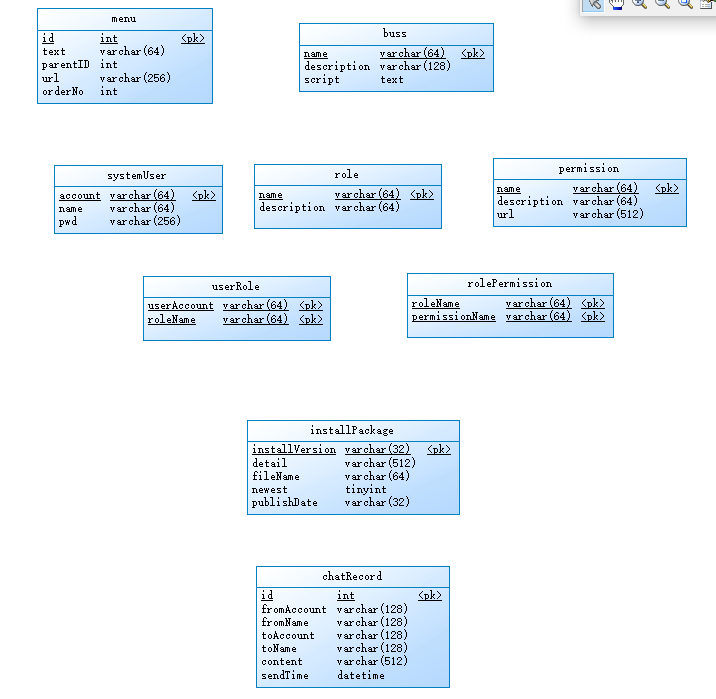 menu
id int <pk>
text varchar(64)
parentID int
url varchar(256)
orderNo int
buss
name varchar(64) <pk>
description varchar(128)
script text
systemUser
account varchar(64) <pk>
name varchar(64)
pwd varchar(256)
role
name varchar(64) <pk>
description varchar(64)
permission
name varchar(64) <pk>
description varchar(64)
url varchar(512)
userRole
userAccount varchar(64) <pk>
roleName varchar(64) <pk>
rolePermission
roleName varchar(64) <pk>
permissionName varchar(64) <pk>
installPackage
installVersion varchar(32) <pk>
detail varchar(512)
fileName varchar(64)
newest tinyint
publishDate varchar(32)
chatRecord
id int <pk>
fromAccount varchar(128)
fromName varchar(128)
toAccount varchar(128)
toName varchar(128)
content varchar(512)
sendTime datetime